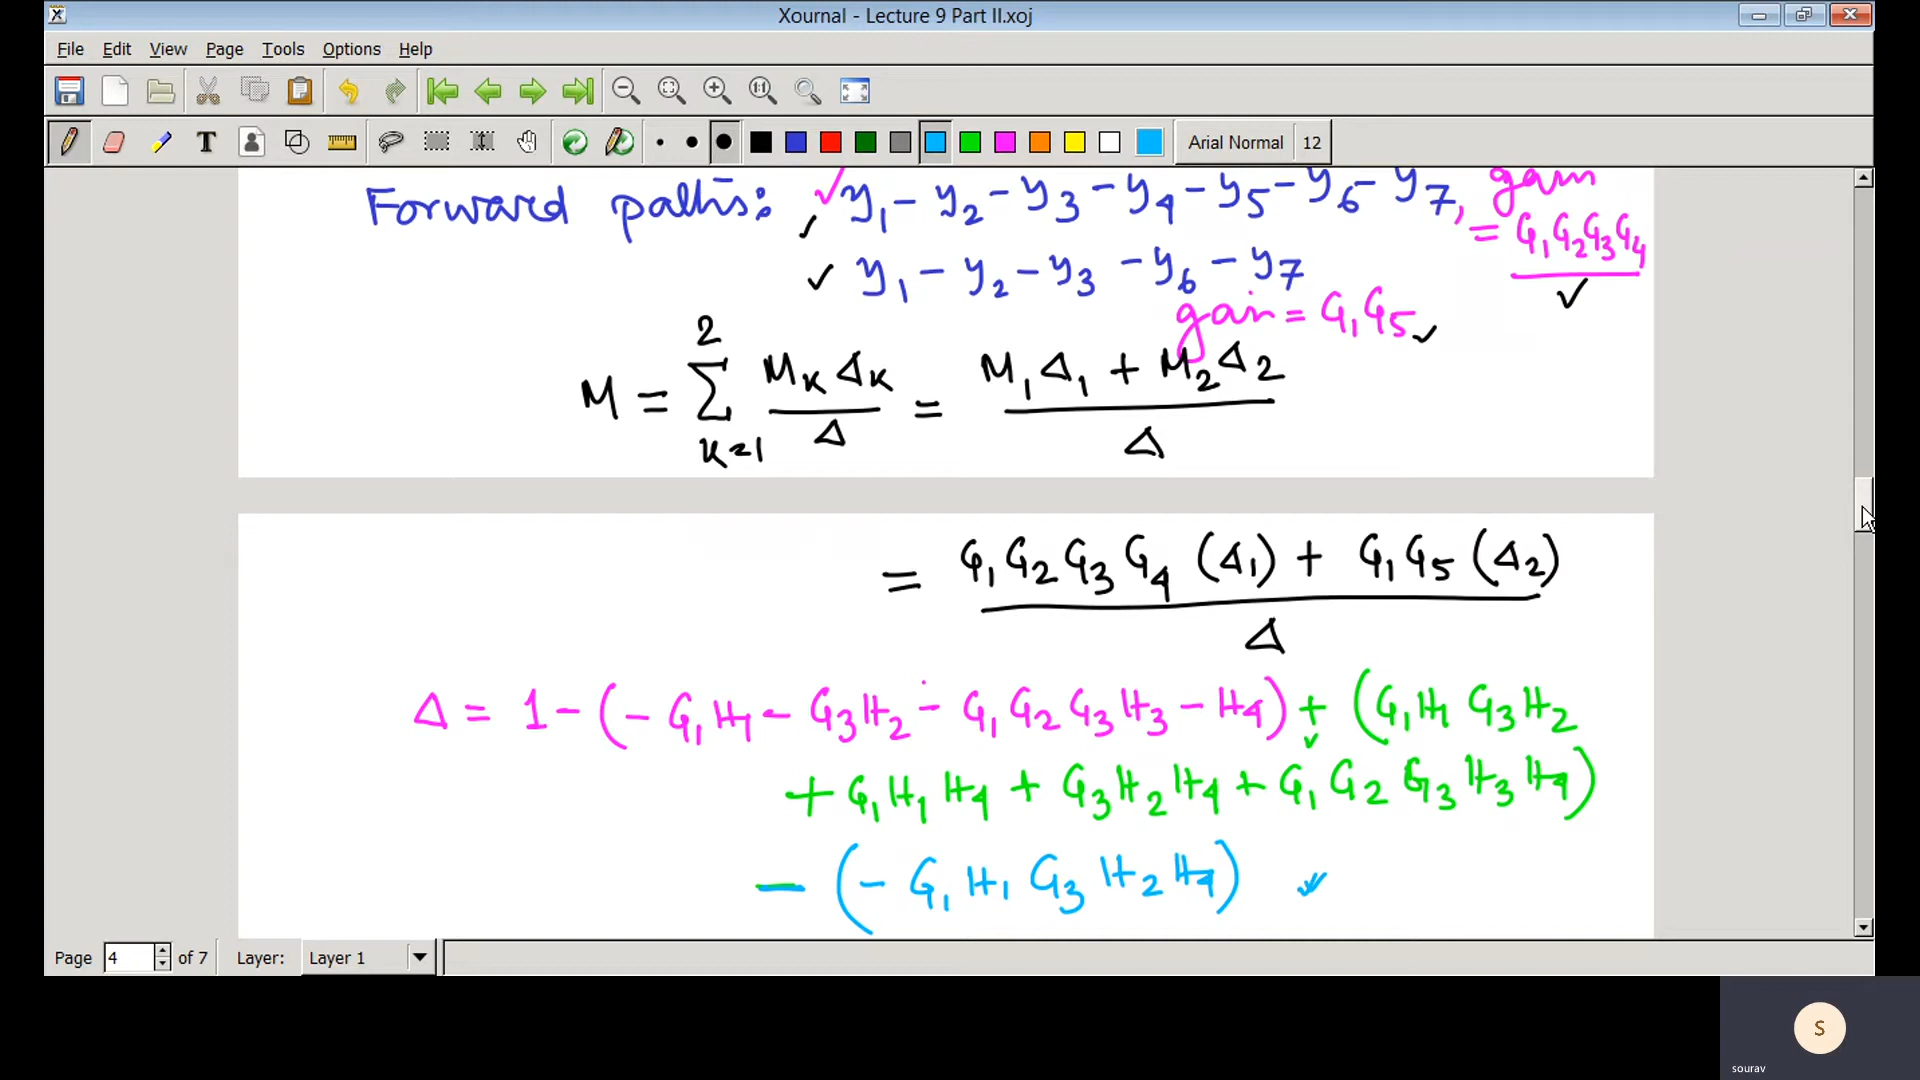 Xournal - Lecture 9 Part II.xoj
File Edit View Page Tools Options Help
Arial Normal 12
Forward paths: ✓ y₁ - y₂ - y₃ - y₄ - y₅ - y₆ - y₇, gain
= G₁G₂G₃G₄
✓ y₁ - y₂ - y₃ - y₆ - y₇
gain = G₁G₅
2
M = Σ MₖΔₖ / Δ = M₁Δ₁ + M₂Δ₂ / Δ
k=1
= G₁G₂G₃G₄ (Δ₁) + G₁G₅ (Δ₂) / Δ
Δ = 1 - (- G₁H₁ - G₃H₂ - G₁G₂G₃H₃ - H₄) + (G₁H₁G₃H₂
+ G₁H₁H₄ + G₃H₂H₄ + G₁G₂G₃H₃H₄)
- (- G₁H₁G₃H₂H₄)
Page 4 of 7 Layer: Layer 1
S
sourav